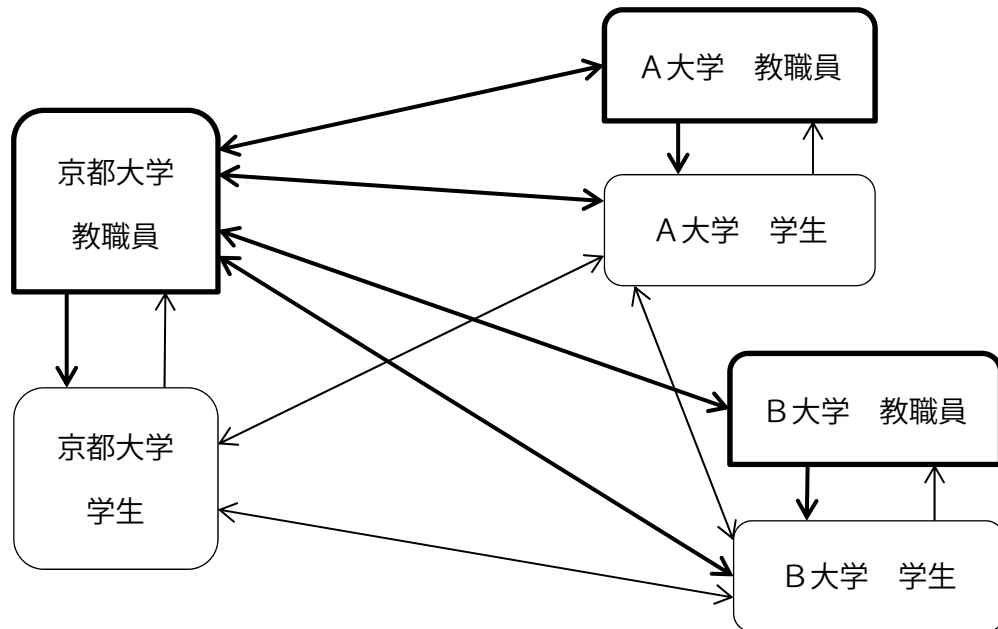 A大学　教職員
京都大学
教職員
A大学　学生
B大学　教職員
京都大学
学生
B大学　学生